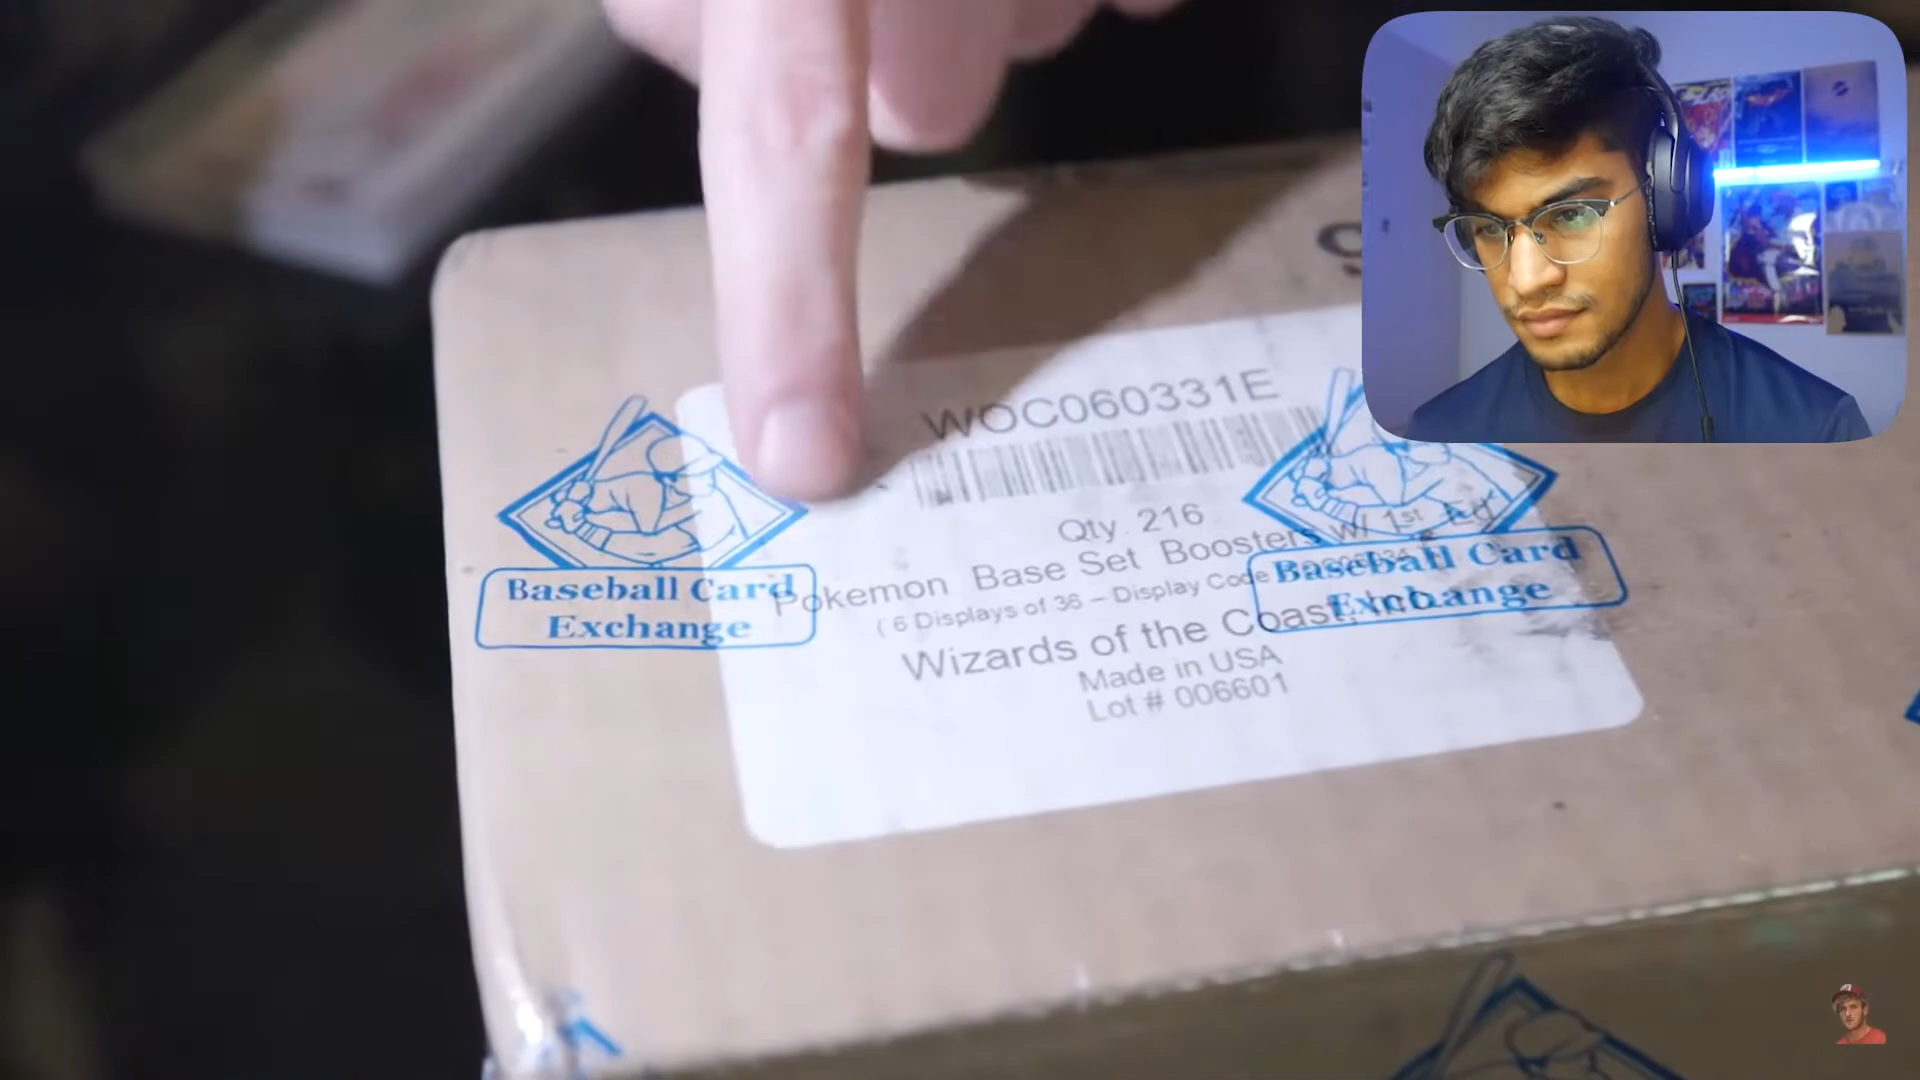 WOC060331E
Qty. 216
Pokemon Base Set Boosters W/ 1st Ed
( 6 Displays of 36 – Display Code
Wizards of the Coast, Inc.
Made in USA
Lot # 006601
Baseball Card
Exchange
Baseball Card
Exchange